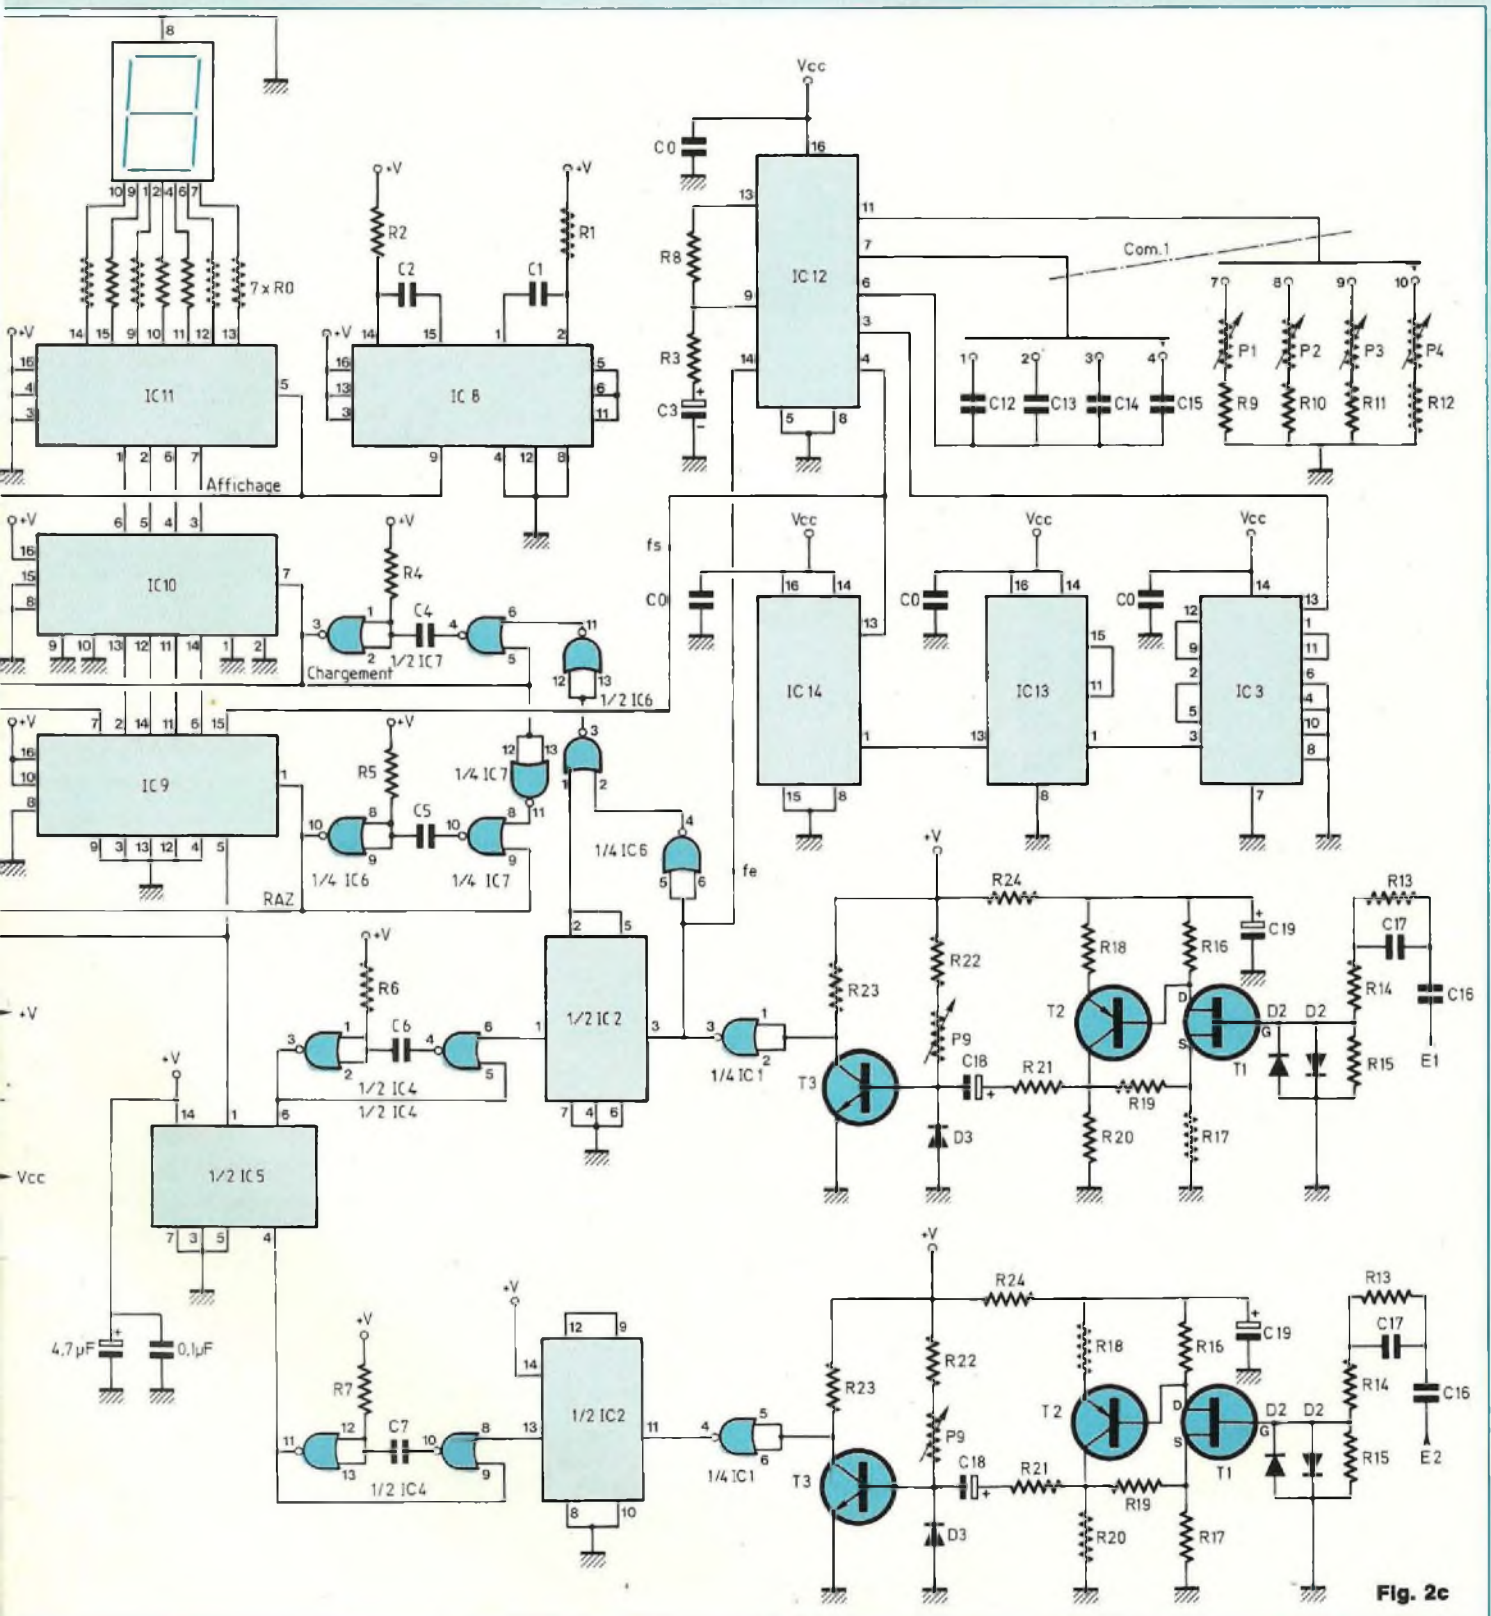 8
Vcc
C0
16
+V
+V
10 9 1 2 4 6 7
13
11
R2
R1
Com.1
R8
IC 12
7
C2
C1
7 x R0
6
7 8 9 10
9
3
+V
14 15 9 10 11 12 13
+V
14 15 1 2
R3
14
4
1 2 3 4
P1 P2 P3 P4
16
4
3
IC 11
5
16
13
3
IC 8
5
6
11
C3
+
-
5 8
C12 C13 C14 C15
R9 R10 R11 R12
1 2 6 7
9 4 12 8
Affichage
+V
6 5 4 3
+V
fs
Vcc
Vcc
Vcc
16
15
8
IC 10
7
R4
C0
16 14
C0
16 14
C0
14
13
3
1
2
C4
4
6
5
11
13
15
12
9
2
5
3
1
11
6
4
10
8
9 10 13 12 11 14 1 2
1/2 IC7
12 13
1/2 IC6
IC 14
IC 13
11
IC 3
Chargement
+V
7 2 14 11 6 15
+V
12 13
3
1
13
1
16
10
8
IC 9
1
R5
1/4 IC7
11
1 2
15 8
8
7
10
8
9
C5
10
8
9
4
9 3 13 12 4 5
1/4 IC6
1/4 IC7
1/4 IC6
5 6
fe
+V
RAZ
R24
R13
2 5
C17
+V
R18
R16
+
C19
R22
R6
R23
R14
C16
+V
1/2 IC2
T2
D
D2 D2
3
1
2
C6
4
6
5
1
3
3
1
2
P9
G
S
1/4 IC1
C18
+
R21
T1
R15
E1
+V
1/2 IC4
1/2 IC4
T3
R19
14 1 6
7 4 6
D3
R20
R17
Vcc
1/2 IC5
7 3 5 4
+V
R24
R13
+V
12 9
C17
4,7µF
+
0,1µF
+V
14
R18
R16
+
C19
R22
R7
R23
R14
C16
1/2 IC2
T2
D
D2 D2
11
12
13
C7
10
8
9
13
11
4
5
6
P9
G
S
1/4 IC1
C18
+
R21
T1
R15
E2
1/2 IC4
T3
R19
8 10
D3
R20
R17
Fig. 2c